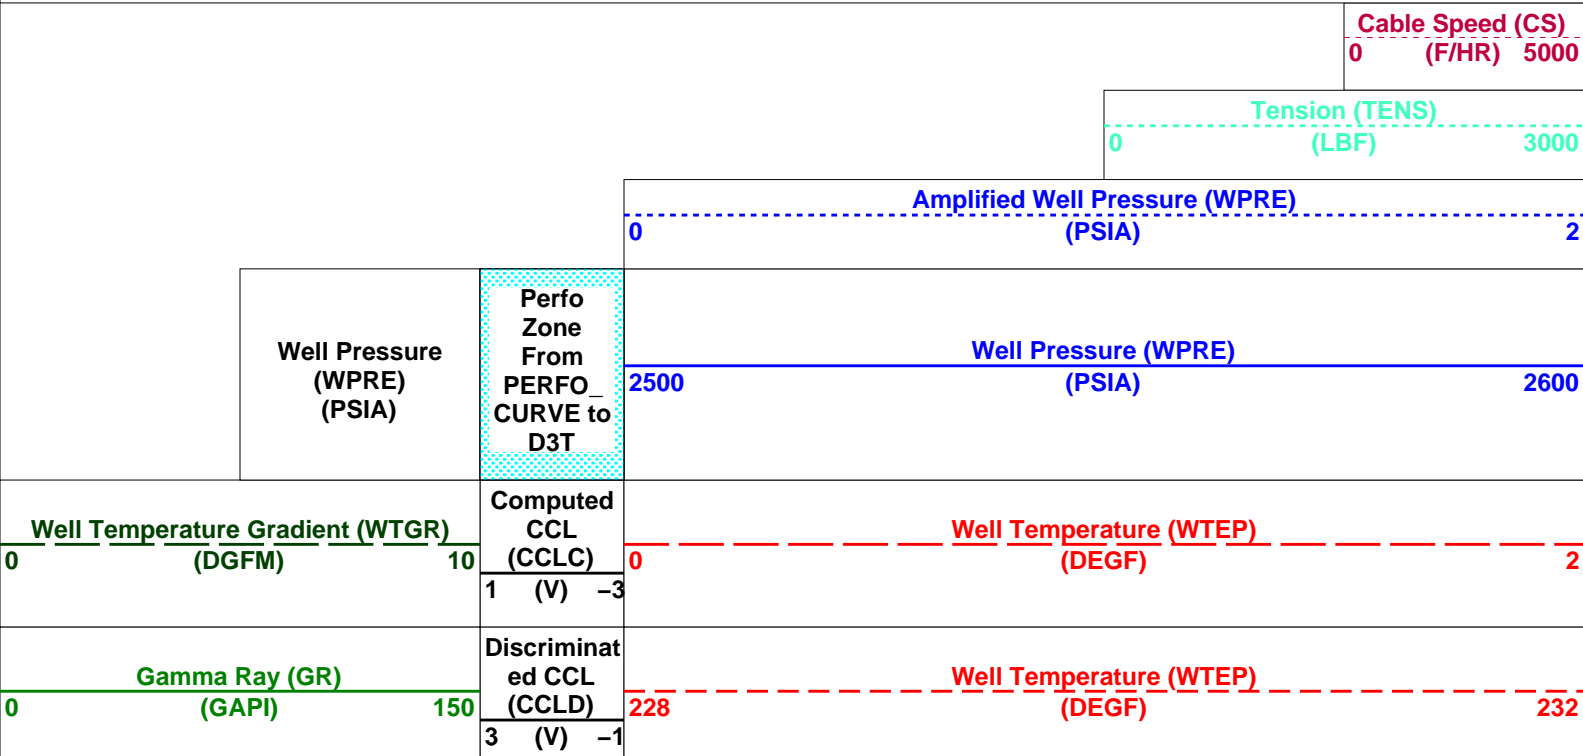 Cable Speed (CS)
0 (F/HR) 5000
Tension (TENS)
0 (LBF) 3000
Amplified Well Pressure (WPRE)
0 (PSIA) 2
Well Pressure
(WPRE)
(PSIA)
Perfo
Zone
From
PERFO_
CURVE to
D3T
Well Pressure (WPRE)
2500 (PSIA) 2600
Well Temperature Gradient (WTGR)
0 (DGFM) 10
Computed
CCL
(CCLC)
1 (V) −3
Well Temperature (WTEP)
0 (DEGF) 2
Gamma Ray (GR)
0 (GAPI) 150
Discriminat
ed CCL
(CCLD)
3 (V) −1
Well Temperature (WTEP)
228 (DEGF) 232